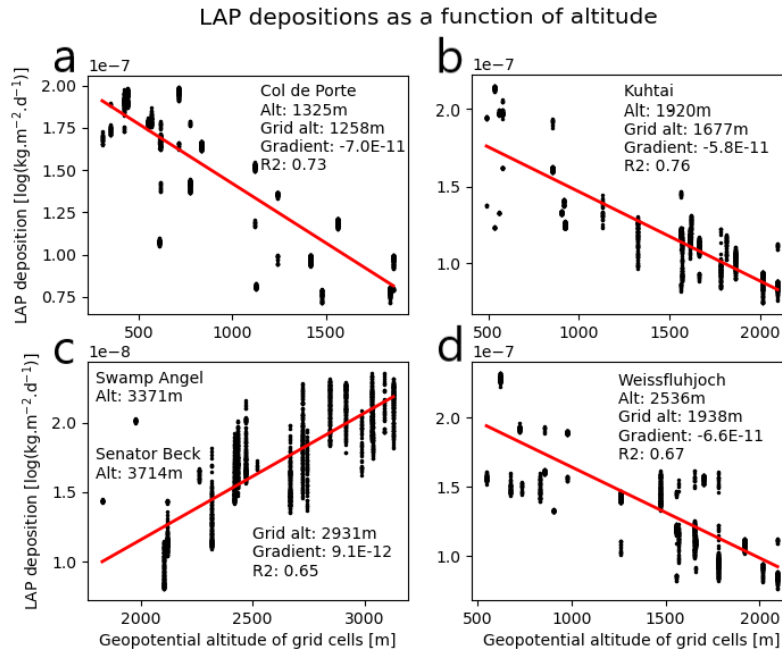 LAP depositions as a function of altitude
a
1e−7
Col de Porte
Alt: 1325m
Grid alt: 1258m
Gradient: -7.0E-11
R2: 0.73
LAP deposition [log(kg.m−2.d−1)]
2.00
1.75
1.50
1.25
1.00
0.75
500
1000
1500
b
1e−7
Kuhtai
Alt: 1920m
Grid alt: 1677m
Gradient: -5.8E-11
R2: 0.76
2.0
1.5
1.0
500
1000
1500
2000
c
1e−8
Swamp Angel
Alt: 3371m
Senator Beck
Alt: 3714m
Grid alt: 2931m
Gradient: 9.1E-12
R2: 0.65
LAP deposition [log(kg.m−2.d−1)]
2.0
1.5
1.0
2000
2500
3000
Geopotential altitude of grid cells [m]
d
1e−7
Weissfluhjoch
Alt: 2536m
Grid alt: 1938m
Gradient: -6.6E-11
R2: 0.67
2.0
1.5
1.0
500
1000
1500
2000
Geopotential altitude of grid cells [m]